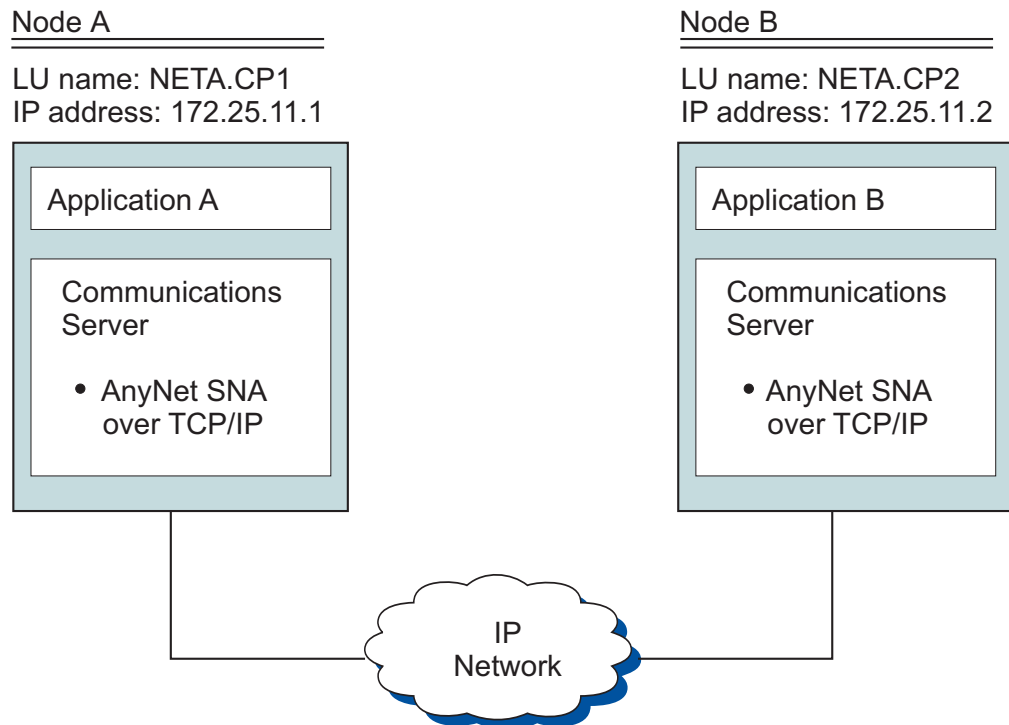 Node A
LU name: NETA.CP1
IP address: 172.25.11.1
Application A
Communications
Server
• AnyNet SNA
over TCP/IP
Node B
LU name: NETA.CP2
IP address: 172.25.11.2
Application B
Communications
Server
• AnyNet SNA
over TCP/IP
IP
Network